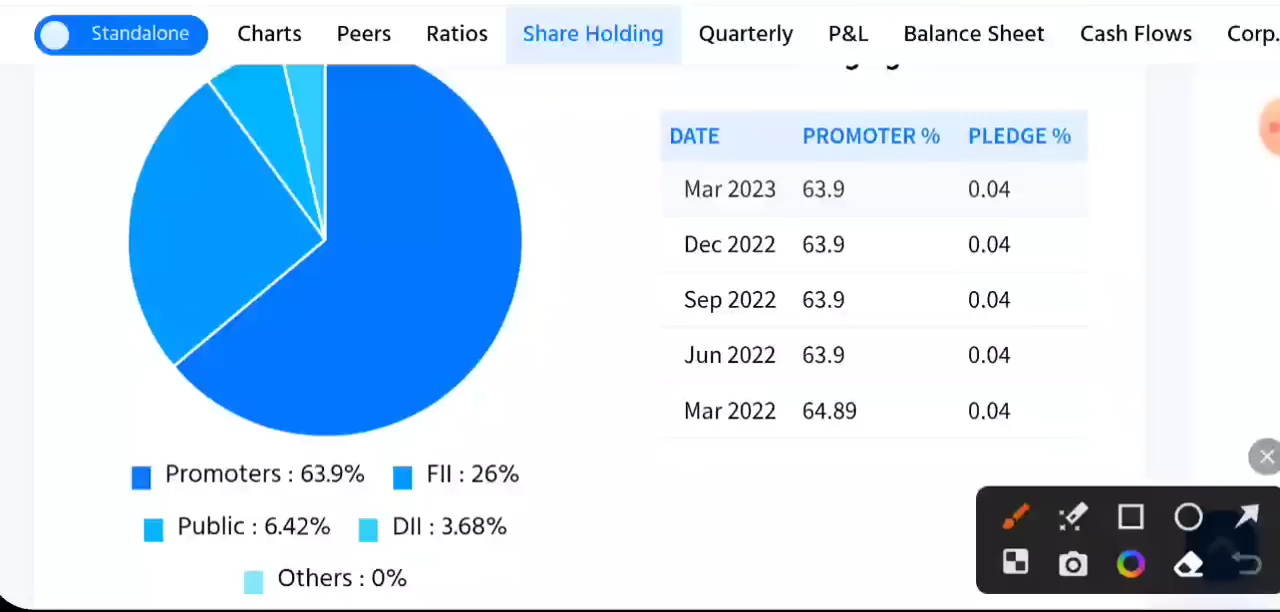 Standalone Charts Peers Ratios Share Holding Quarterly P&L Balance Sheet Cash Flows Corp.
DATE PROMOTER % PLEDGE %
Mar 2023 63.9 0.04
Dec 2022 63.9 0.04
Sep 2022 63.9 0.04
Jun 2022 63.9 0.04
Mar 2022 64.89 0.04
Promoters : 63.9% FII : 26%
Public : 6.42% DII : 3.68%
Others : 0%